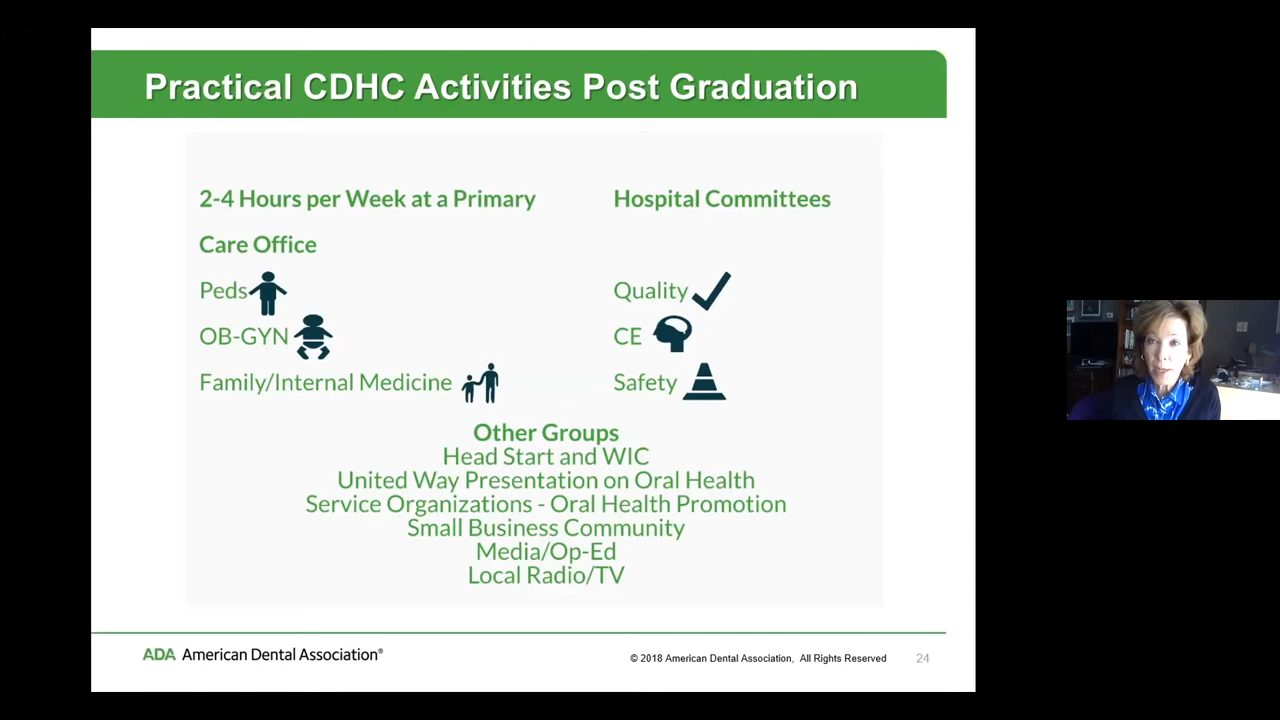 Practical CDHC Activities Post Graduation
2-4 Hours per Week at a Primary
Care Office
Peds
OB-GYN
Family/Internal Medicine
Hospital Committees
Quality
CE
Safety
Other Groups
Head Start and WIC
United Way Presentation on Oral Health
Service Organizations - Oral Health Promotion
Small Business Community
Media/Op-Ed
Local Radio/TV
ADA American Dental Association®
© 2018 American Dental Association, All Rights Reserved
24